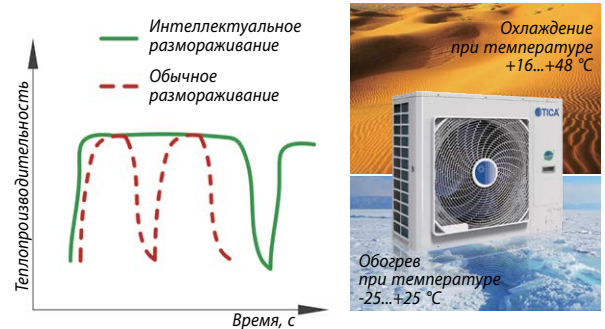 Интеллектуальное
размораживание
Обычное
размораживание
Теплопроизводительность
Время, с
Охлаждение
при температуре
+16...+48 °C
TICA
Обогрев
при температуре
-25...+25 °C